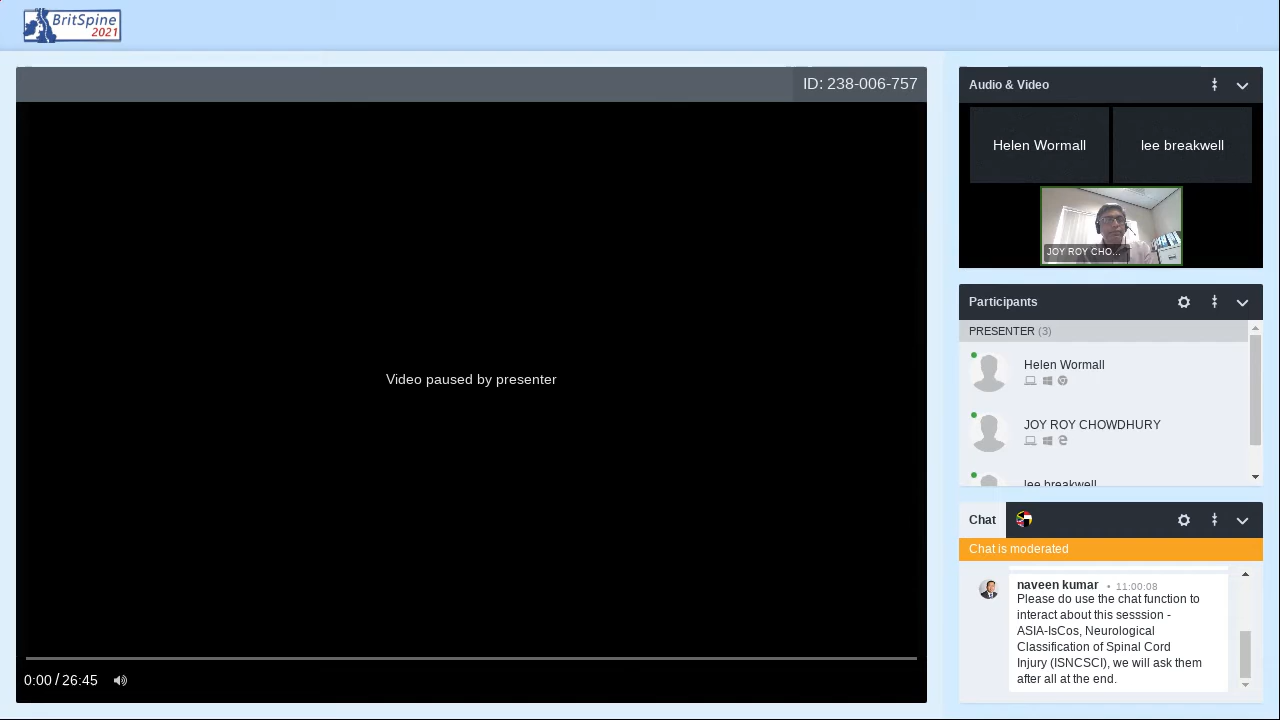 BritSpine
2021
ID: 238-006-757
Video paused by presenter
0:00 / 26:45
Audio & Video
Helen Wormall
lee breakwell
JOY ROY CHO...
Participants
PRESENTER (3)
Helen Wormall
JOY ROY CHOWDHURY
lee breakwell
Chat
Chat is moderated
naveen kumar • 11:00:08
Please do use the chat function to
interact about this sesssion -
ASIA-IsCos, Neurological
Classification of Spinal Cord
Injury (ISNCSCI), we will ask them
after all at the end.